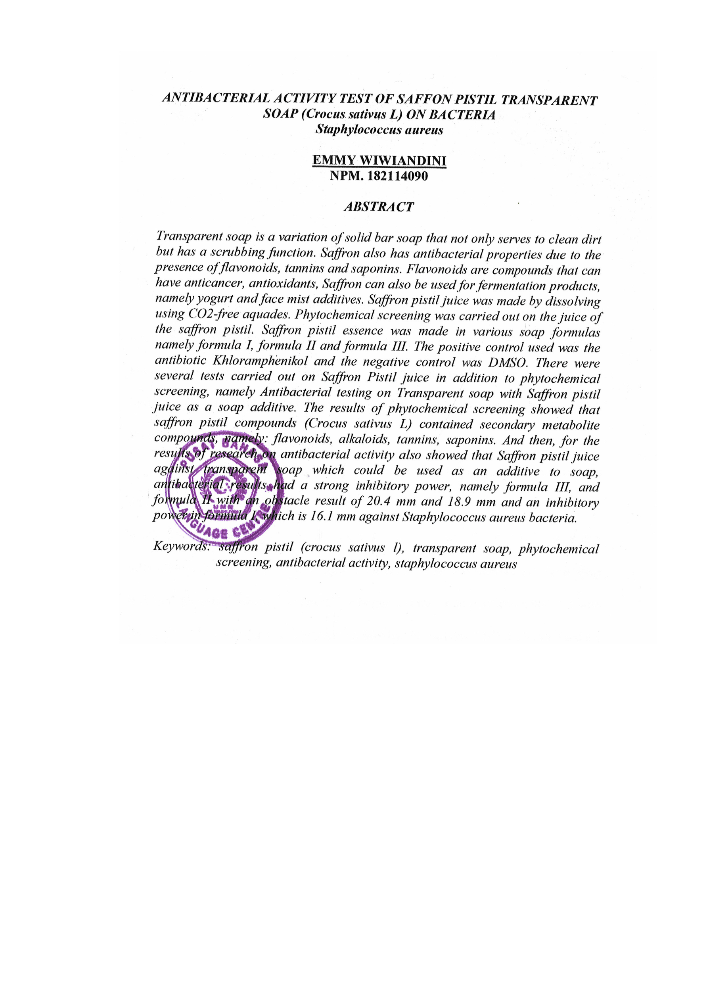 ANTIBACTERIAL ACTIVITY TEST OF SAFFON PISTIL TRANSPARENT
SOAP (Crocus sativus L) ON BACTERIA
Staphylococcus aureus
EMMY WIWIANDINI
NPM. 182114090
ABSTRACT
Transparent soap is a variation of solid bar soap that not only serves to clean dirt
but has a scrubbing function. Saffron also has antibacterial properties due to the
presence of flavonoids, tannins and saponins. Flavonoids are compounds that can
have anticancer, antioxidants, Saffron can also be used for fermentation products,
namely yogurt and face mist additives. Saffron pistil juice was made by dissolving
using CO2-free aquades. Phytochemical screening was carried out on the juice of
the saffron pistil. Saffron pistil essence was made in various soap formulas
namely formula I, formula II and formula III. The positive control used was the
antibiotic Khloramphenikol and the negative control was DMSO. There were
several tests carried out on Saffron Pistil juice in addition to phytochemical
screening, namely Antibacterial testing on Transparent soap with Saffron pistil
juice as a soap additive. The results of phytochemical screening showed that
saffron pistil compounds (Crocus sativus L) contained secondary metabolite
compounds, namely: flavonoids, alkaloids, tannins, saponins. And then, for the
results of research on antibacterial activity also showed that Saffron pistil juice
against transparent soap which could be used as an additive to soap,
antibacterial results had a strong inhibitory power, namely formula III, and
formula II with an obstacle result of 20.4 mm and 18.9 mm and an inhibitory
power in formula I, which is 16.1 mm against Staphylococcus aureus bacteria.
Keywords: saffron pistil (crocus sativus l), transparent soap, phytochemical
screening, antibacterial activity, staphylococcus aureus
PUSAT BAHASA
UMN
LANGUAGE CENTRE